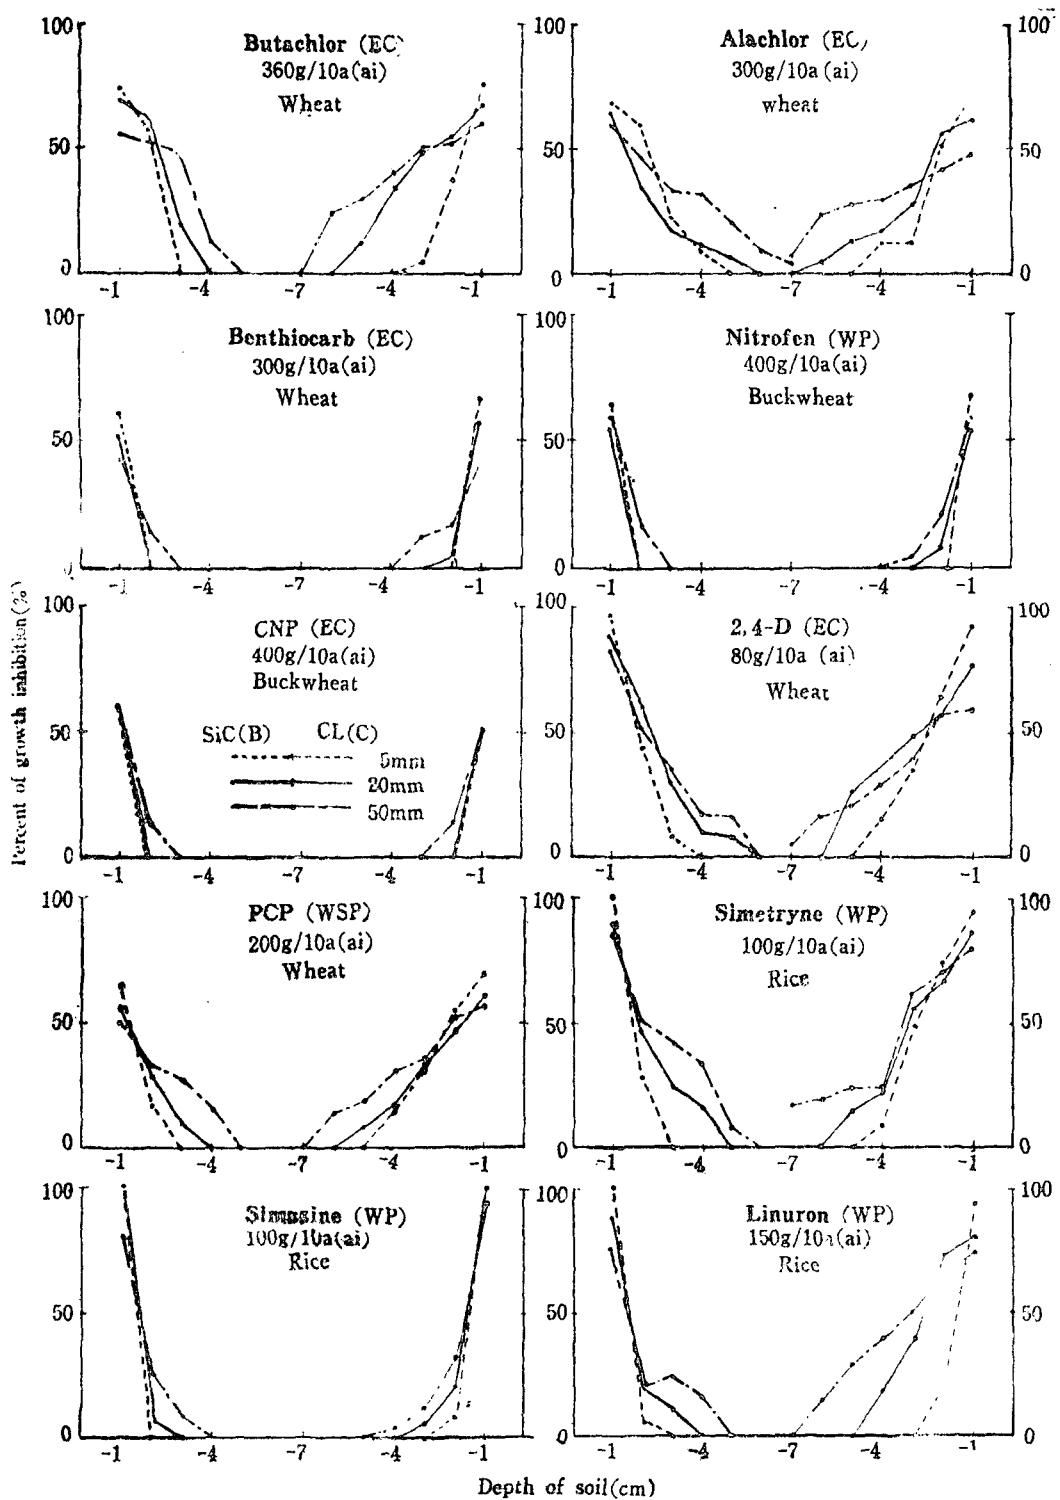 100
50
0
Butachlor (EC)
360g/10a(ai)
Wheat
-1 -4 -7 -4 -1
Alachlor (EC)
300g/10a(ai)
wheat
100
50
0
100
50
0
-1 -4 -7 -4 -1
100
50
0
Benthiocarb (EC)
300g/10a(ai)
Wheat
-1 -4 -7 -4 -1
100
50
0
Nitrofen (WP)
400g/10a(ai)
Buckwheat
-1 -4 -7 -4 -1
Percent of growth inhibition(%)
100
50
0
CNP (EC)
400g/10a(ai)
Buckwheat
SiC(B) CL(C)
5mm
20mm
50mm
-1 -4 -7 -4 -1
100
50
0
2,4-D (EC)
80g/10a (ai)
Wheat
100
50
0
-1 -4 -7 -4 -1
100
50
0
PCP (WSP)
200g/10a(ai)
Wheat
-1 -4 -7 -4 -1
100
50
0
Simetryne (WP)
100g/10a(ai)
Rice
100
50
0
-1 -4 -7 -4 -1
100
50
0
Simasine (WP)
100g/10a(ai)
Rice
-1 -4 -7 -4 -1
100
50
0
Linuron (WP)
150g/10a(ai)
Rice
100
50
0
-1 -4 -7 -4 -1
Depth of soil(cm)